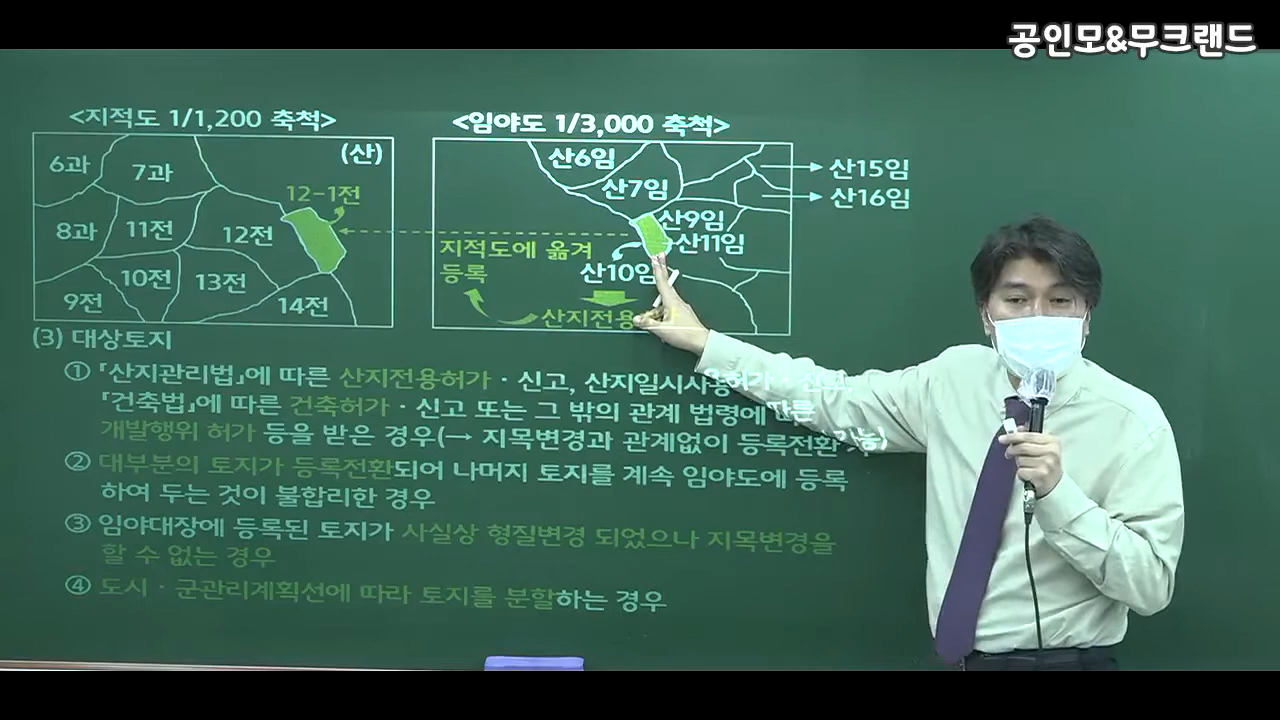 공인모&무크랜드
<지적도 1/1,200 축척>
6과
7과
(산)
12-1전
8과
11전
12전
10전
13전
9전
14전
<임야도 1/3,000 축척>
산6임
산7임
산15임
산16임
산9임
산11임
지적도에 옮겨
등록
산10임
산지전용
(3) 대상토지
① 「산지관리법」에 따른 산지전용허가 · 신고, 산지일시사용허가 · 신고,
「건축법」에 따른 건축허가 · 신고 또는 그 밖의 관계 법령에 따른
개발행위 허가 등을 받은 경우(→ 지목변경과 관계없이 등록전환 가능)
② 대부분의 토지가 등록전환되어 나머지 토지를 계속 임야도에 등록
하여 두는 것이 불합리한 경우
③ 임야대장에 등록된 토지가 사실상 형질변경 되었으나 지목변경을
할 수 없는 경우
④ 도시 · 군관리계획선에 따라 토지를 분할하는 경우